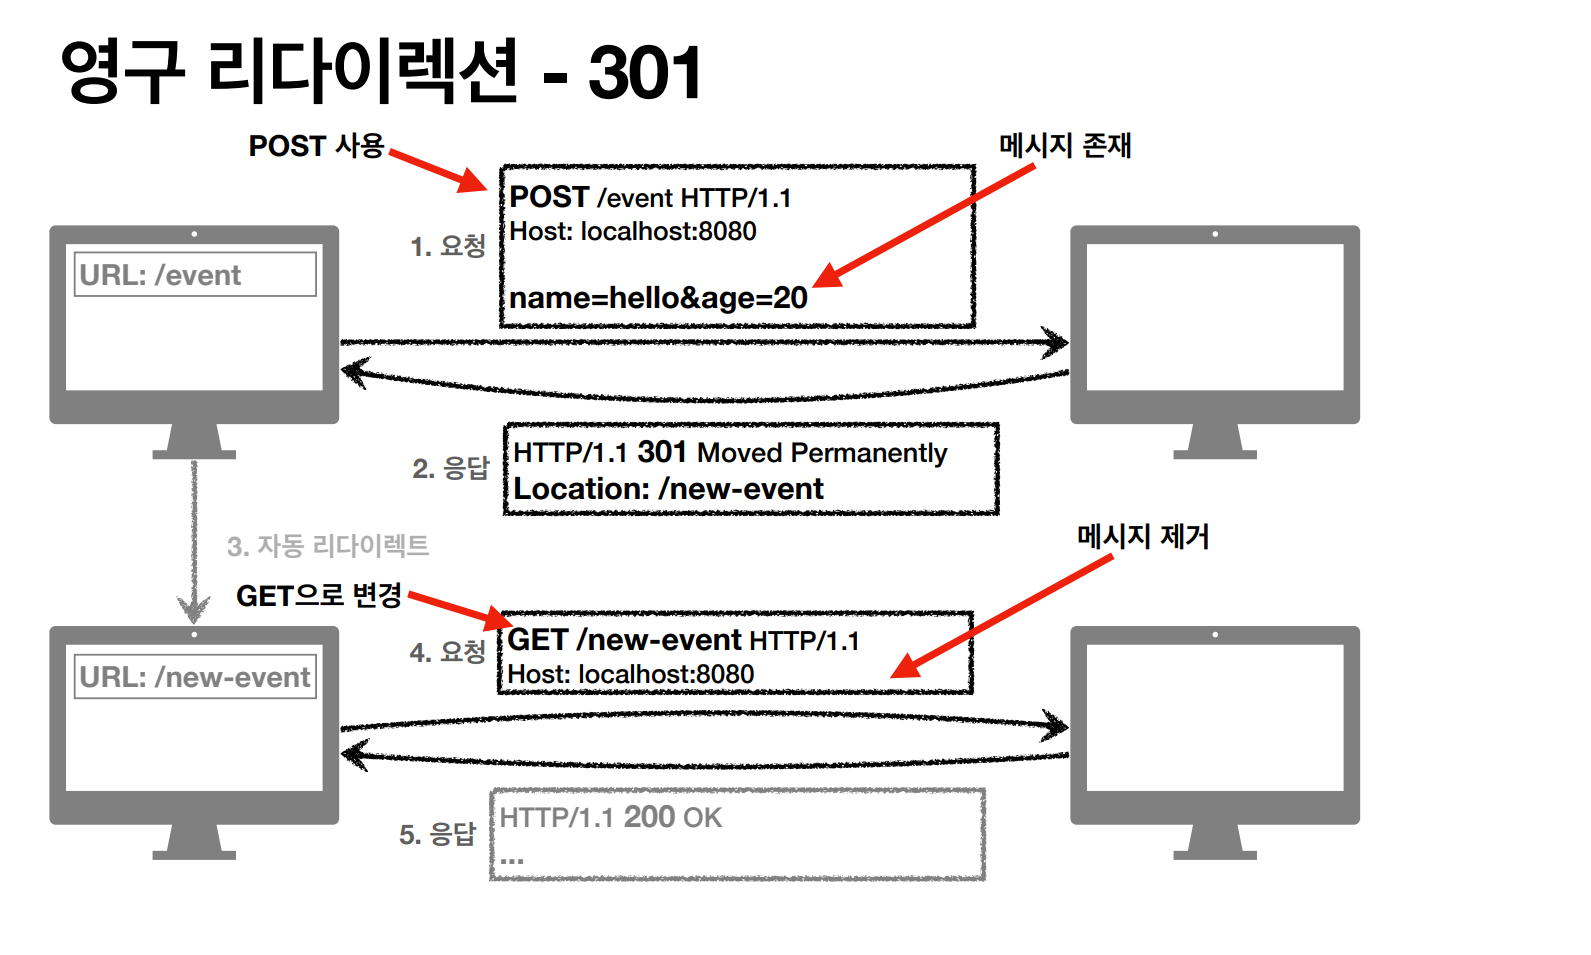 영구 리다이렉션 - 301
POST 사용
메시지 존재
1. 요청
POST /event HTTP/1.1
Host: localhost:8080
name=hello&age=20
URL: /event
2. 응답
HTTP/1.1 301 Moved Permanently
Location: /new-event
3. 자동 리다이렉트
메시지 제거
GET으로 변경
4. 요청
GET /new-event HTTP/1.1
Host: localhost:8080
URL: /new-event
5. 응답
HTTP/1.1 200 OK
...